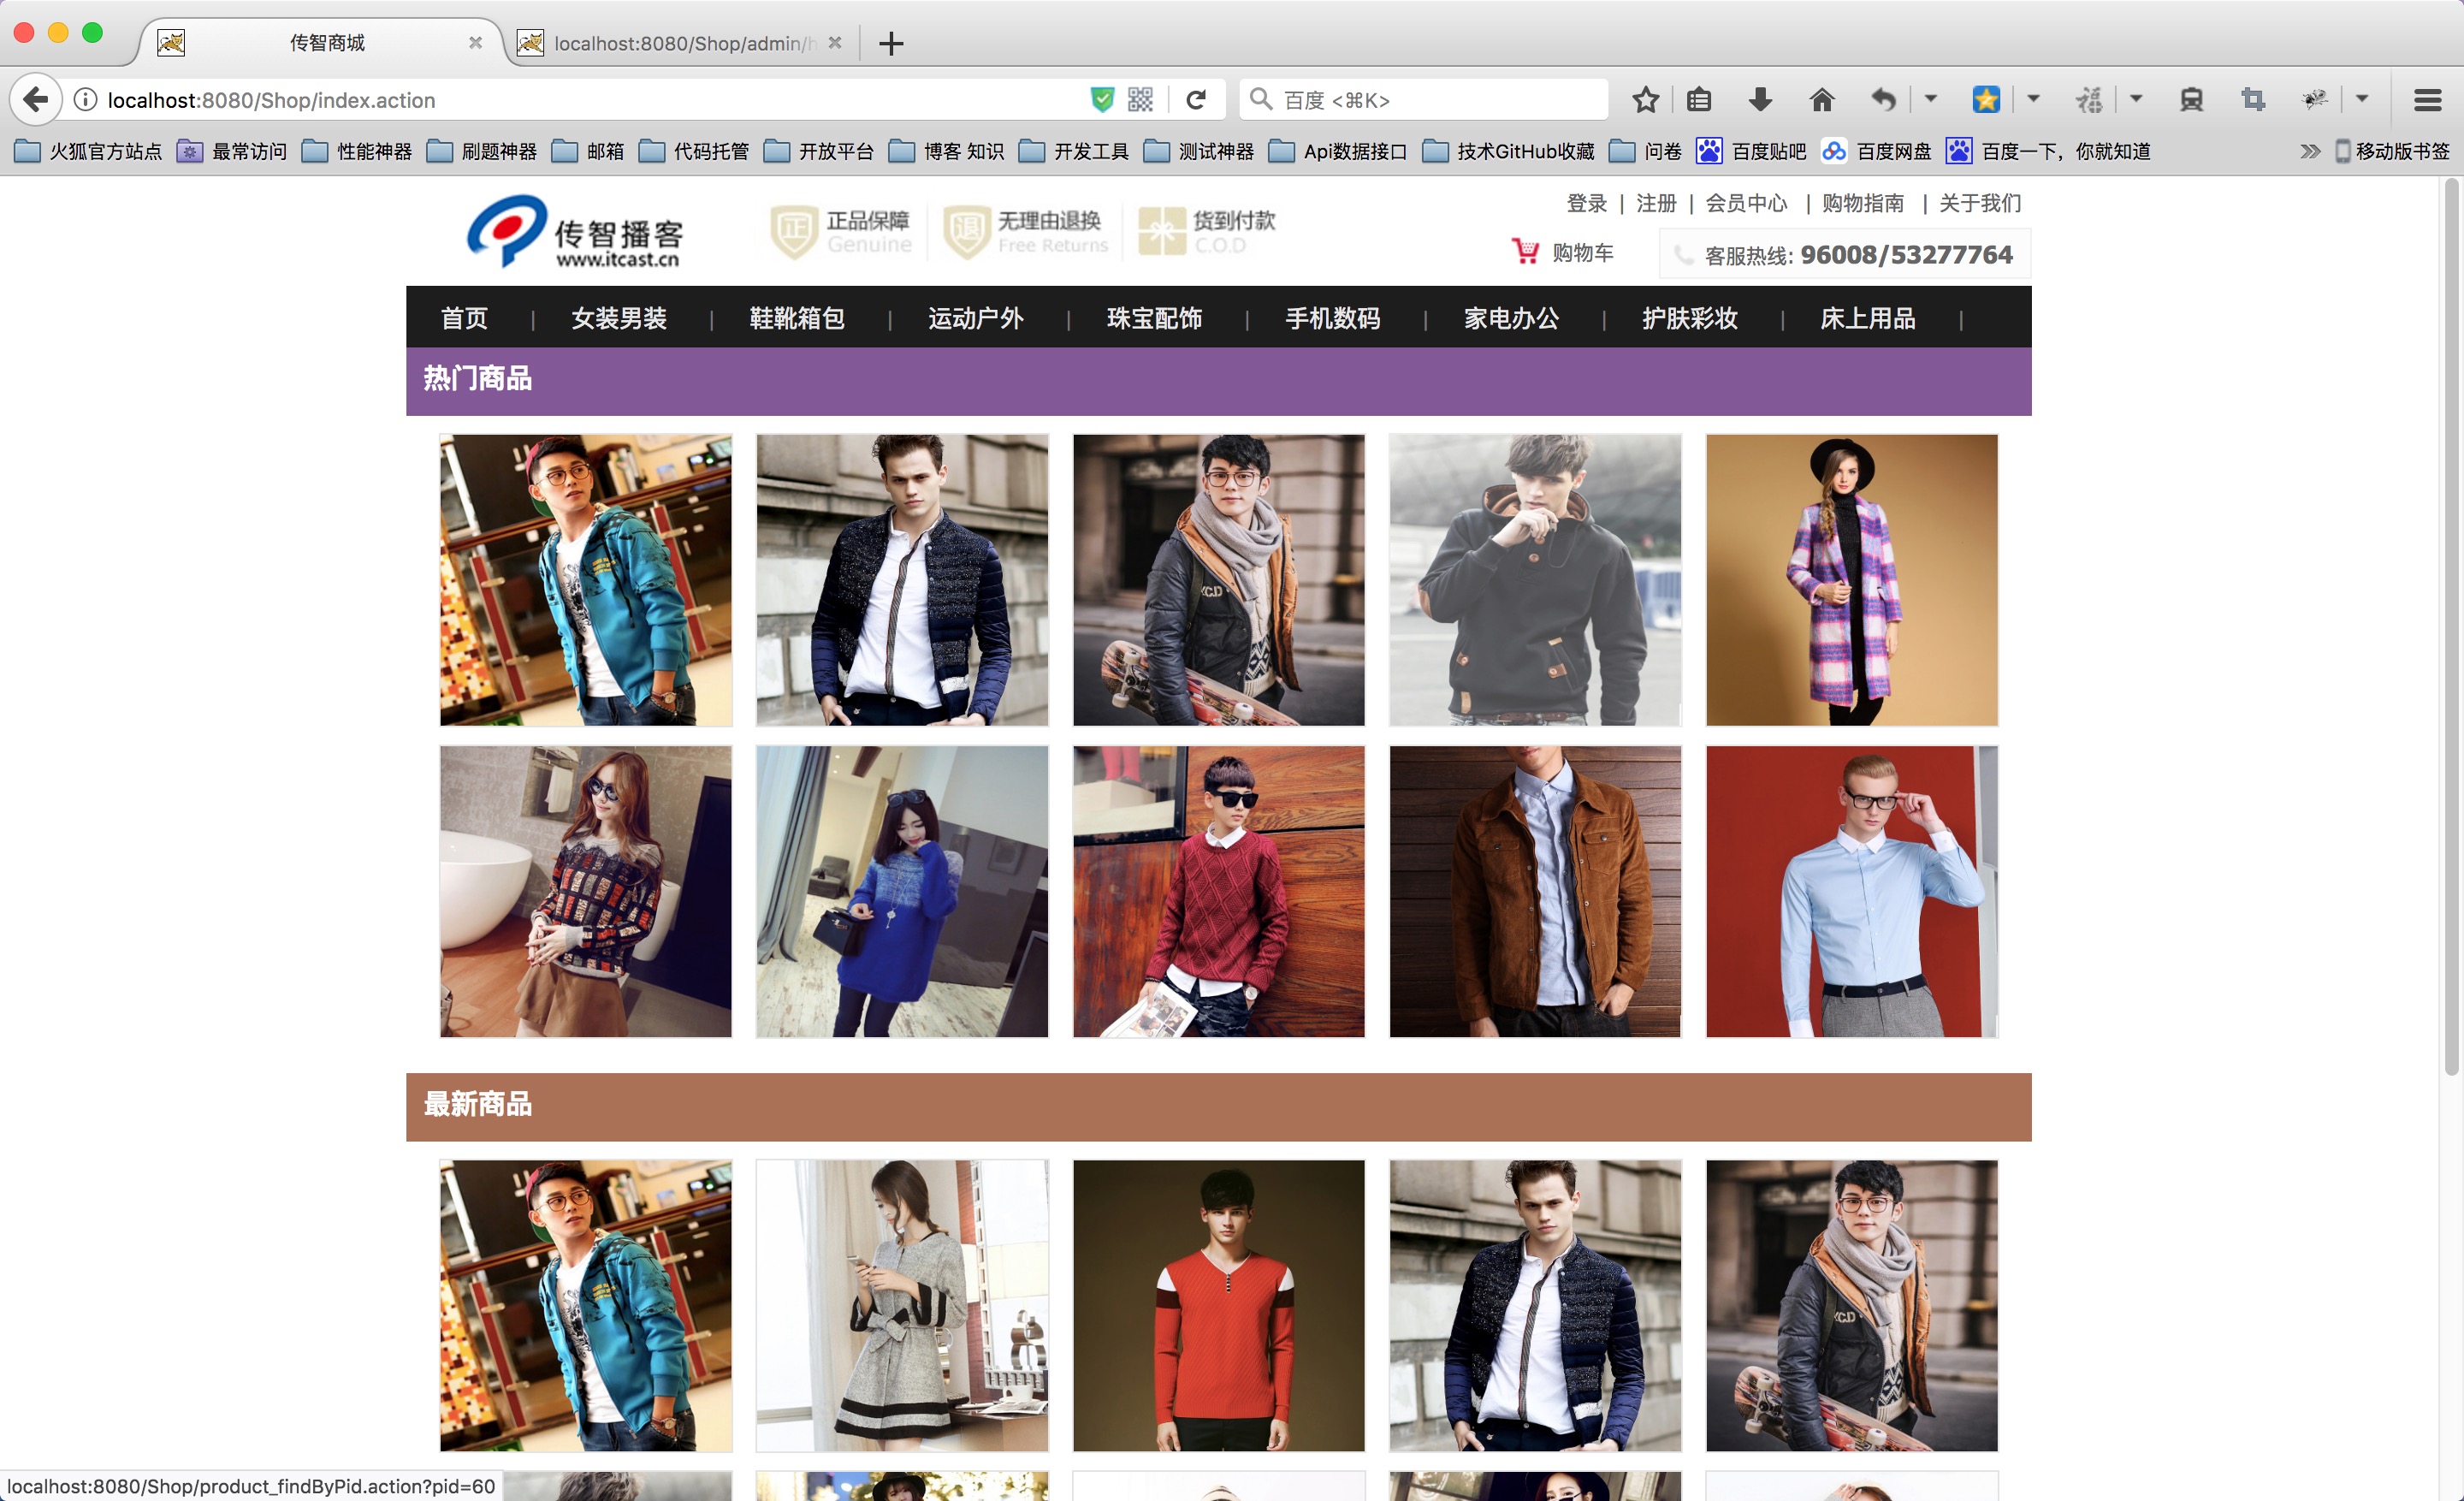 传智商城
localhost:8080/Shop/admin/h
localhost:8080/Shop/index.action
百度 <⌘K>
火狐官方站点 最常访问 性能神器 刷题神器 邮箱 代码托管 开放平台 博客 知识 开发工具 测试神器 Api数据接口 技术GitHub收藏 问卷 百度贴吧 百度网盘 百度一下，你就知道 移动版书签
传智播客
www.itcast.cn
正 正品保障
Genuine
退 无理由退换
Free Returns
货到付款
C.O.D
登录 | 注册 | 会员中心 | 购物指南 | 关于我们
购物车
客服热线: 96008/53277764
首页 | 女装男装 | 鞋靴箱包 | 运动户外 | 珠宝配饰 | 手机数码 | 家电办公 | 护肤彩妆 | 床上用品 |
热门商品
最新商品
localhost:8080/Shop/product_findByPid.action?pid=60